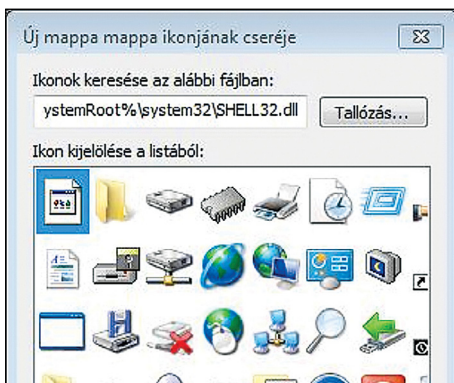 Új mappa mappa ikonjának cseréje
Ikonok keresése az alábbi fájlban:
ystemRoot%\system32\SHELL32.dll
Tallózás...
Ikon kijelölése a listából: